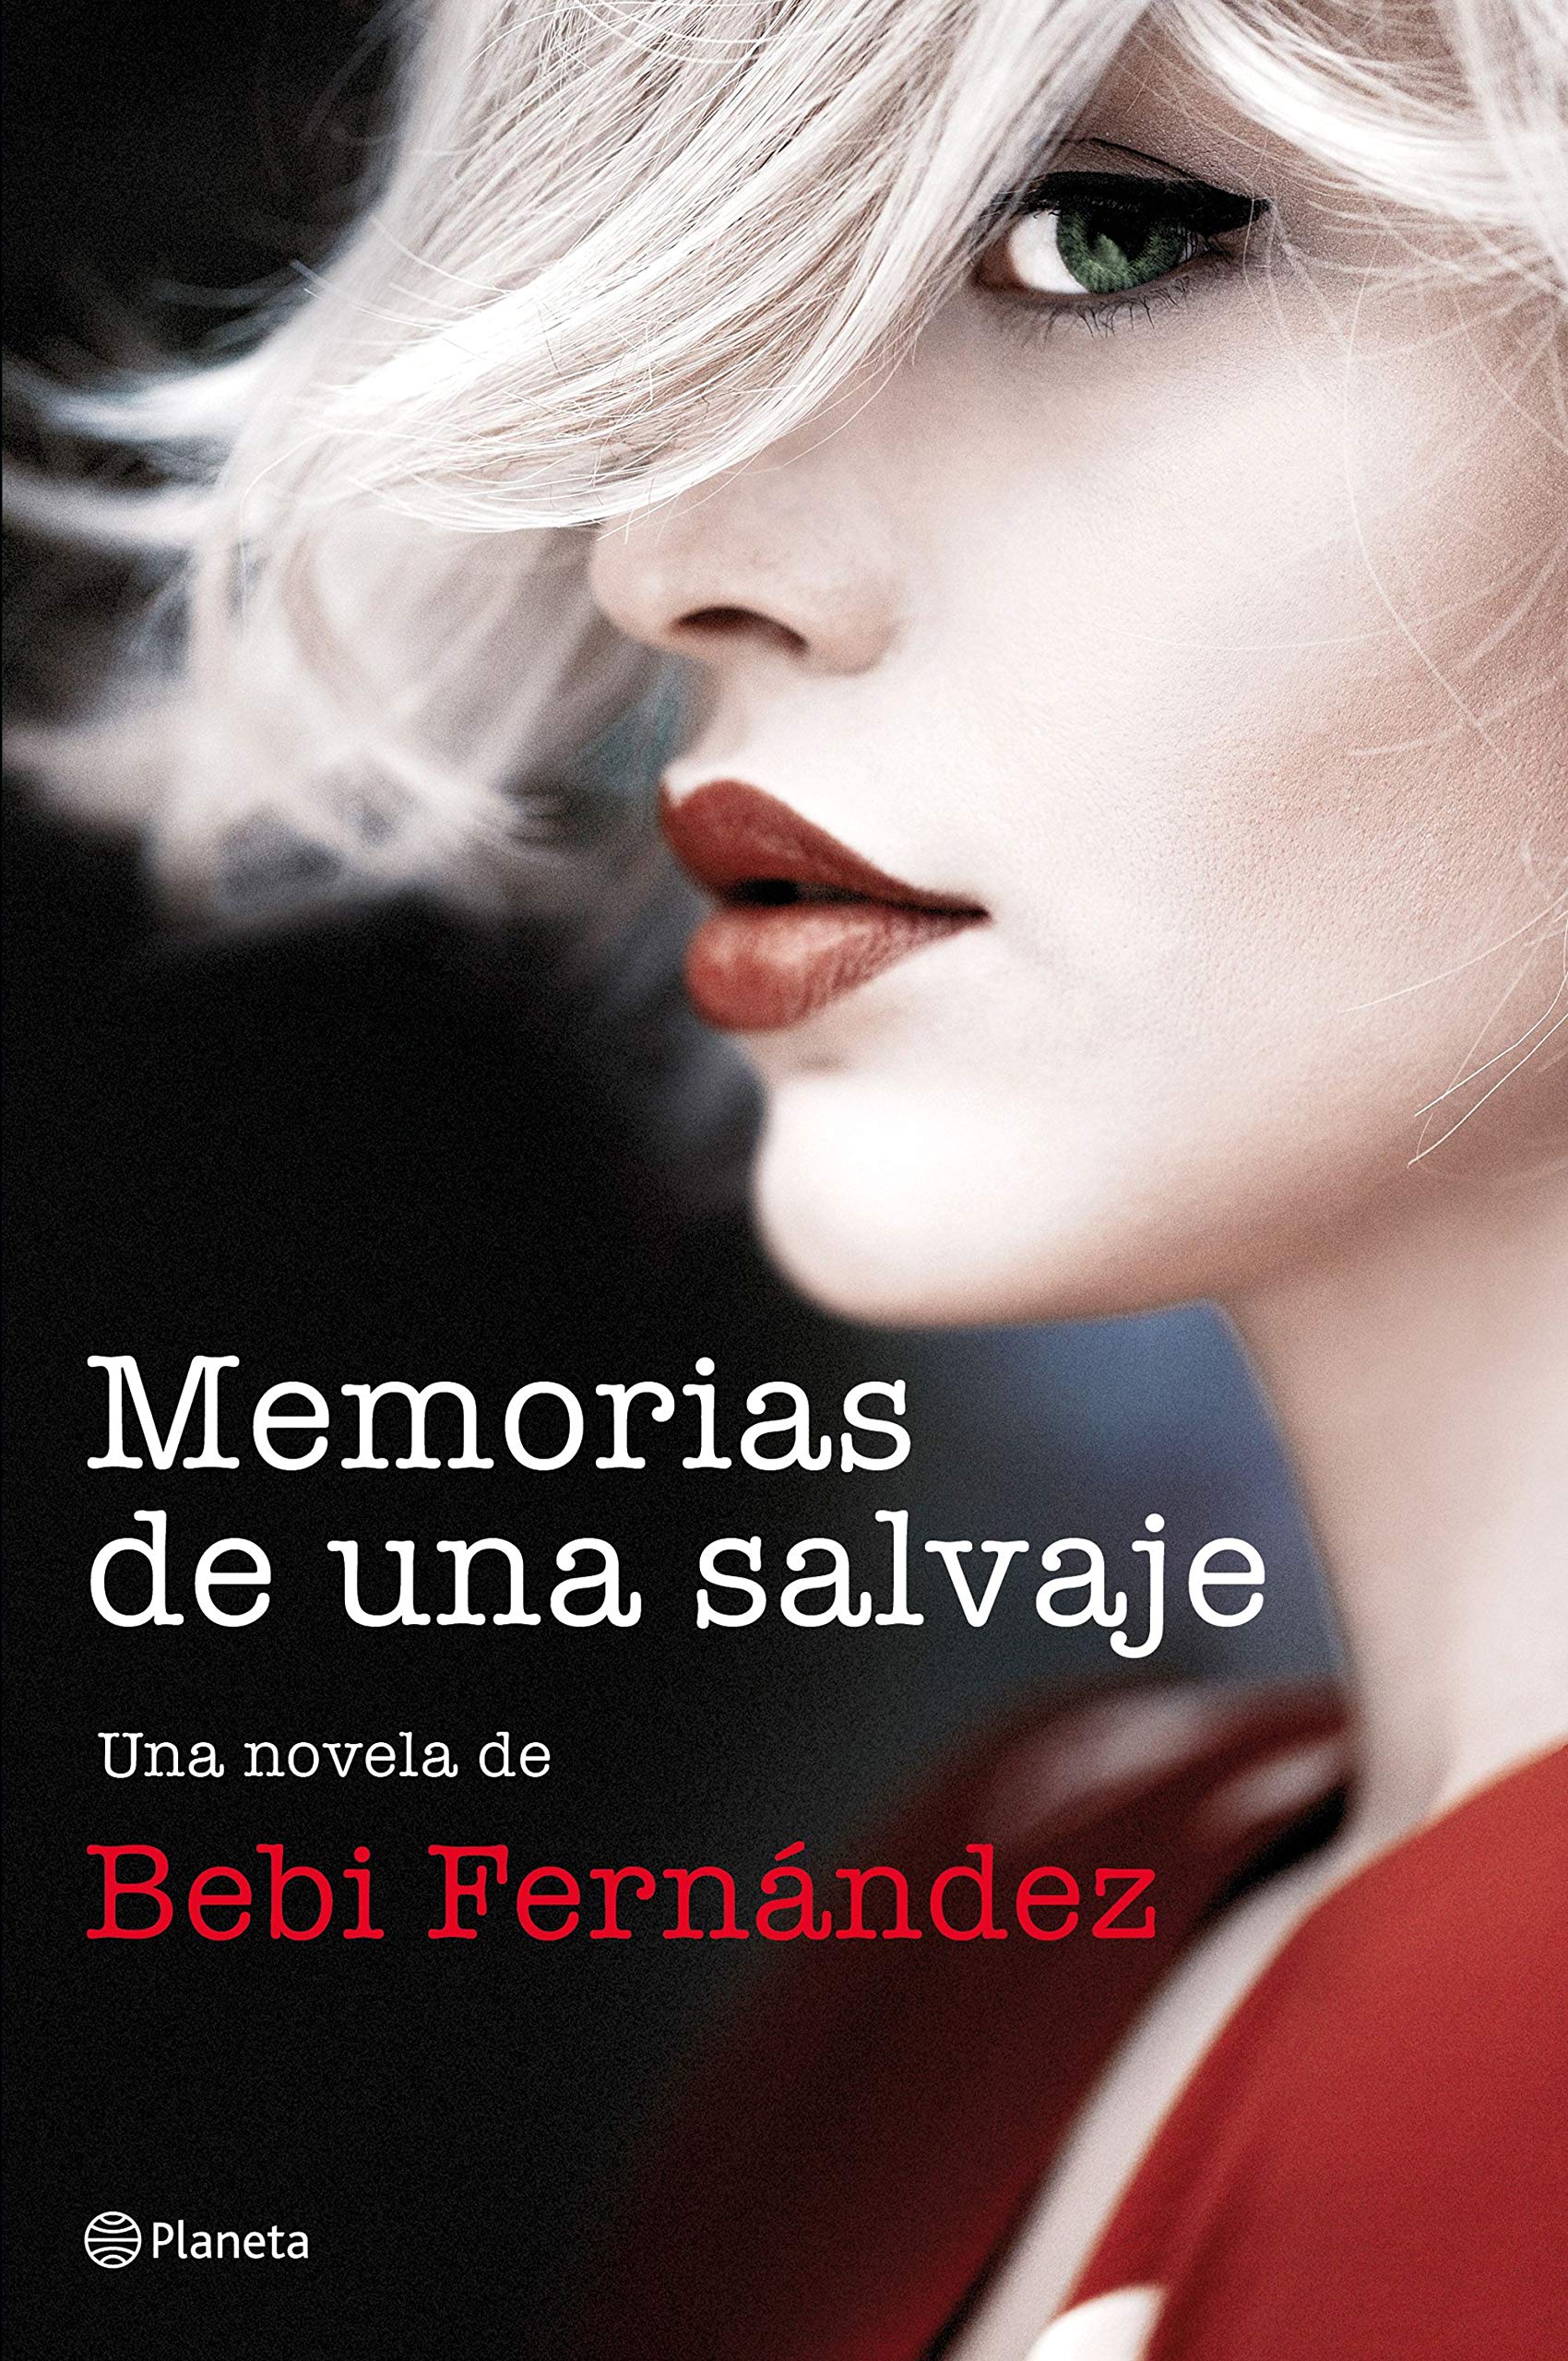 Memorias
de una salvaje
Una novela de
Bebi Fernández
Planeta